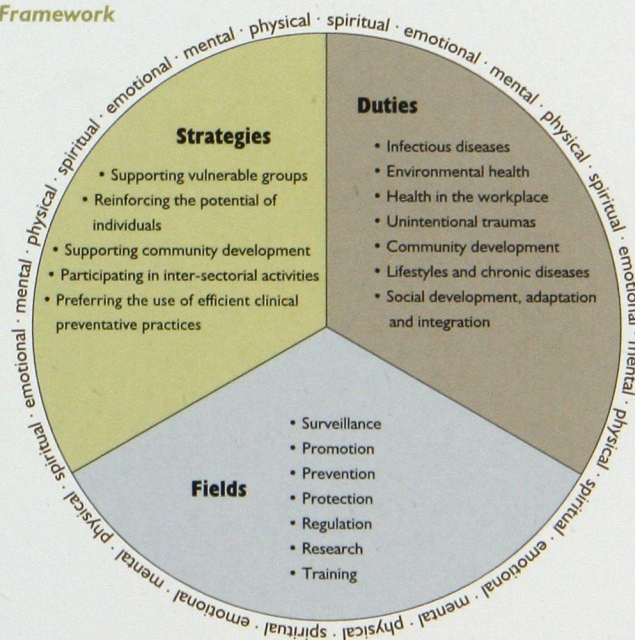 Framework
spiritual · emotional · mental · physical · spiritual · emotional · mental · physical · spiritual · emotional · mental · physical · spiritual · emotional · mental · physical · spiritual · emotional · mental · physical · spiritual · emotional · mental · physical ·
Strategies
• Supporting vulnerable groups
• Reinforcing the potential of
individuals
• Supporting community development
• Participating in inter-sectorial activities
• Preferring the use of efficient clinical
preventative practices
Duties
• Infectious diseases
• Environmental health
• Health in the workplace
• Unintentional traumas
• Community development
• Lifestyles and chronic diseases
• Social development, adaptation
and integration
Fields
• Surveillance
• Promotion
• Prevention
• Protection
• Regulation
• Research
• Training